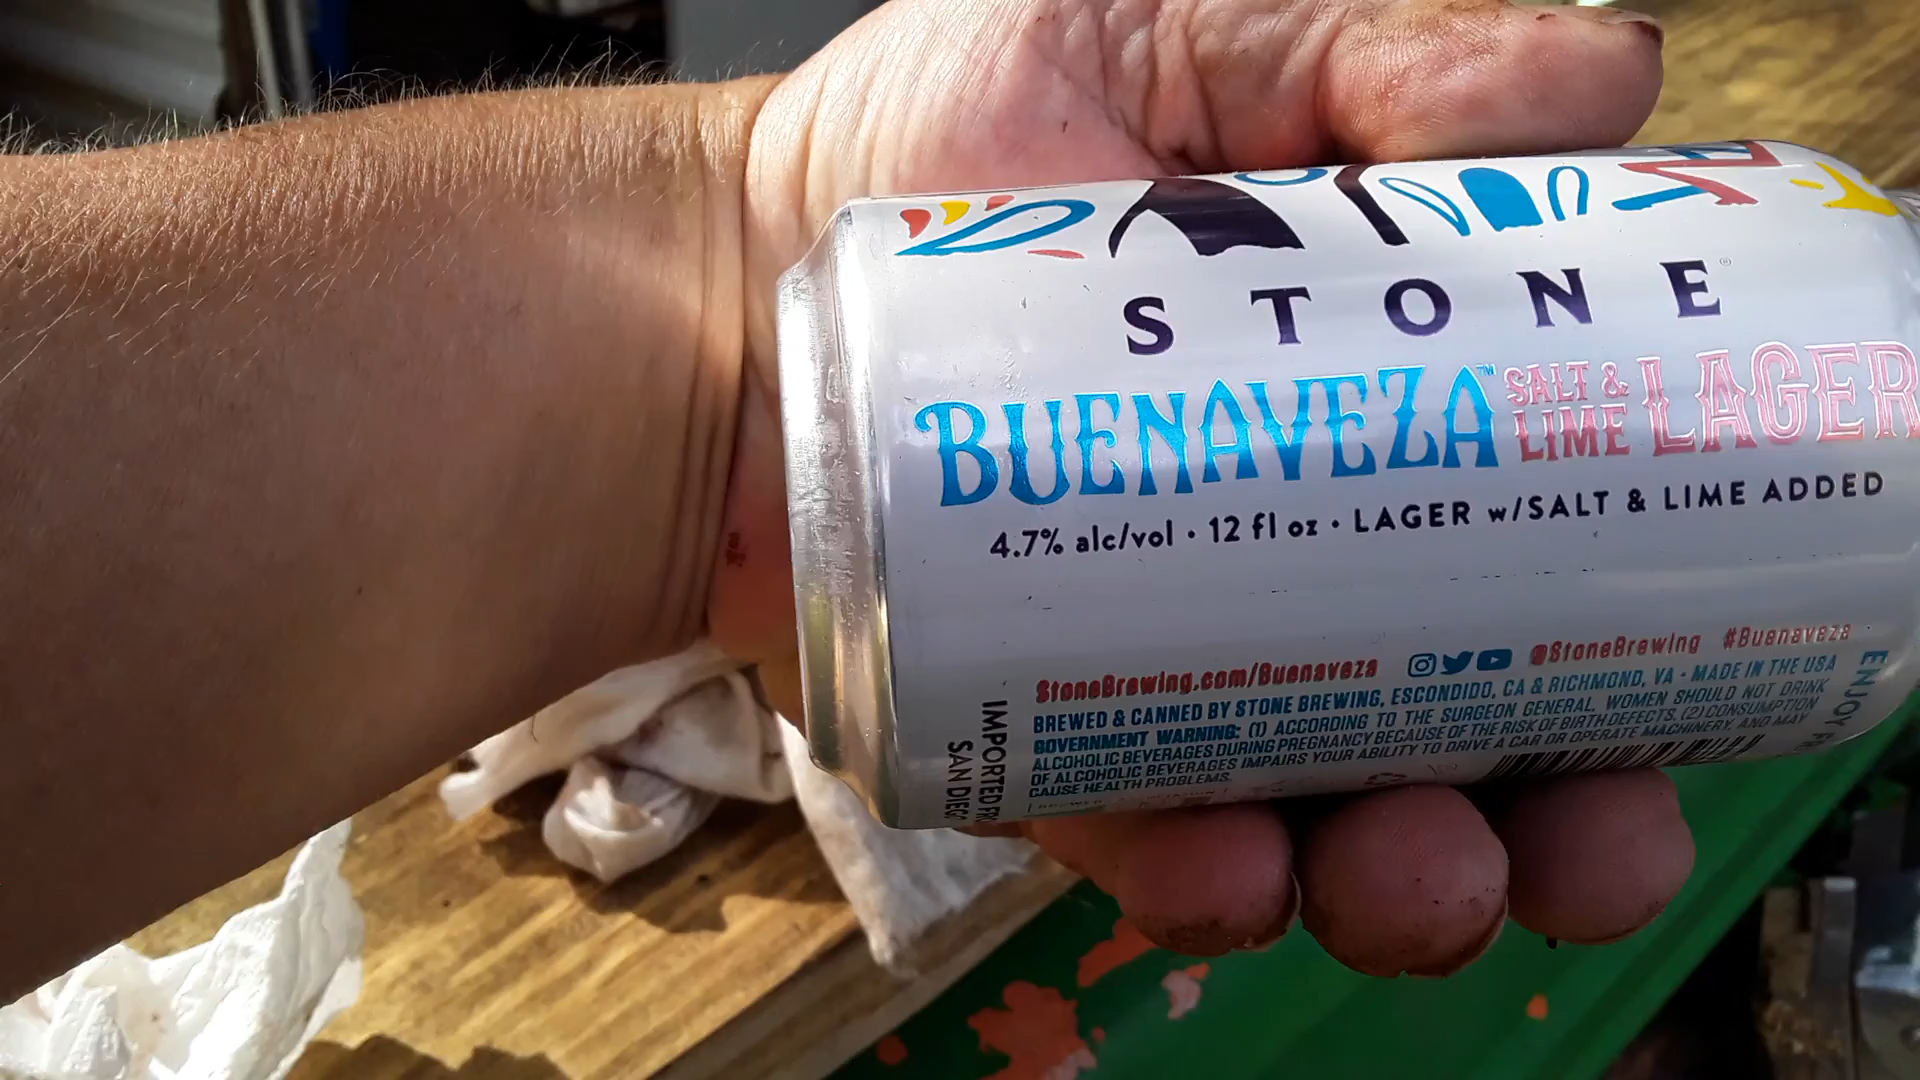 STONE®
BUENAVEZA™ SALT & LIME LAGER
4.7% alc/vol • 12 fl oz • LAGER w/SALT & LIME ADDED
StoneBrewing.com/Buenaveza @StoneBrewing #Buenaveza
BREWED & CANNED BY STONE BREWING, ESCONDIDO, CA & RICHMOND, VA - MADE IN THE USA
GOVERNMENT WARNING: (1) ACCORDING TO THE SURGEON GENERAL, WOMEN SHOULD NOT DRINK
ALCOHOLIC BEVERAGES DURING PREGNANCY BECAUSE OF THE RISK OF BIRTH DEFECTS. (2) CONSUMPTION
OF ALCOHOLIC BEVERAGES IMPAIRS YOUR ABILITY TO DRIVE A CAR OR OPERATE MACHINERY, AND MAY
CAUSE HEALTH PROBLEMS.
IMPORTED
SAN DIEGO
ENJOY